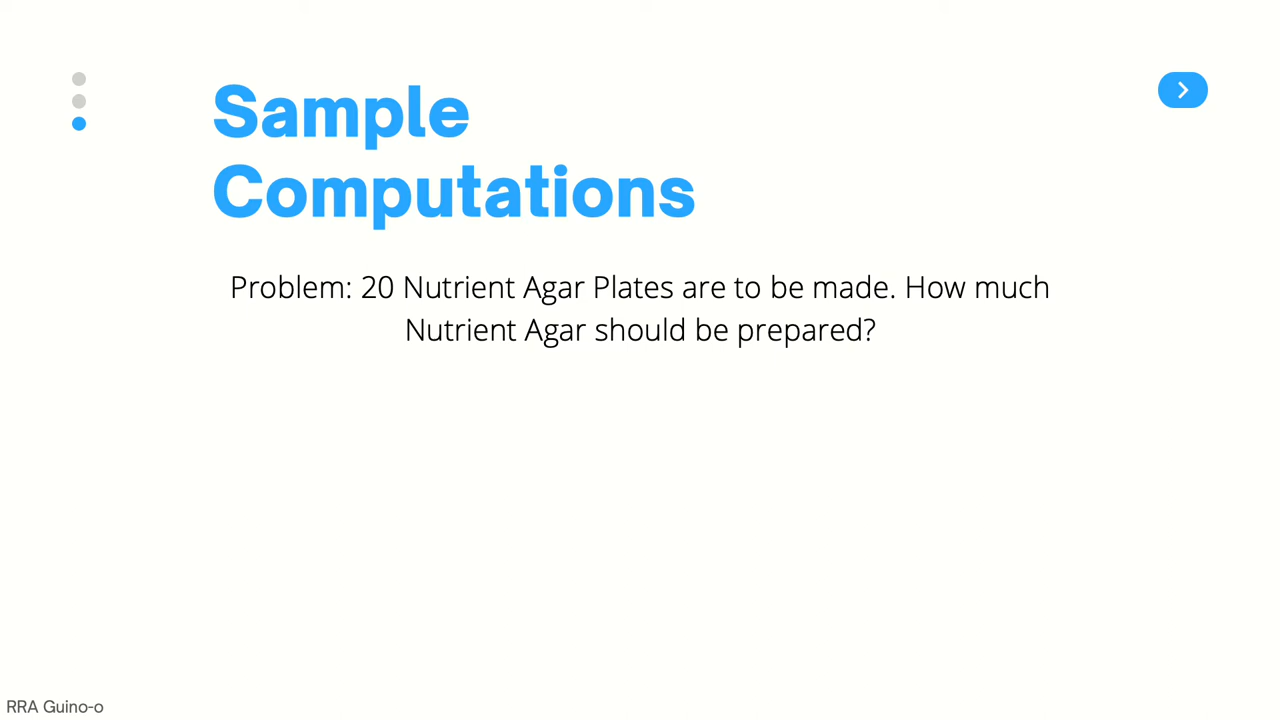 Sample
Computations
Problem: 20 Nutrient Agar Plates are to be made. How much
Nutrient Agar should be prepared?
RRA Guino-o